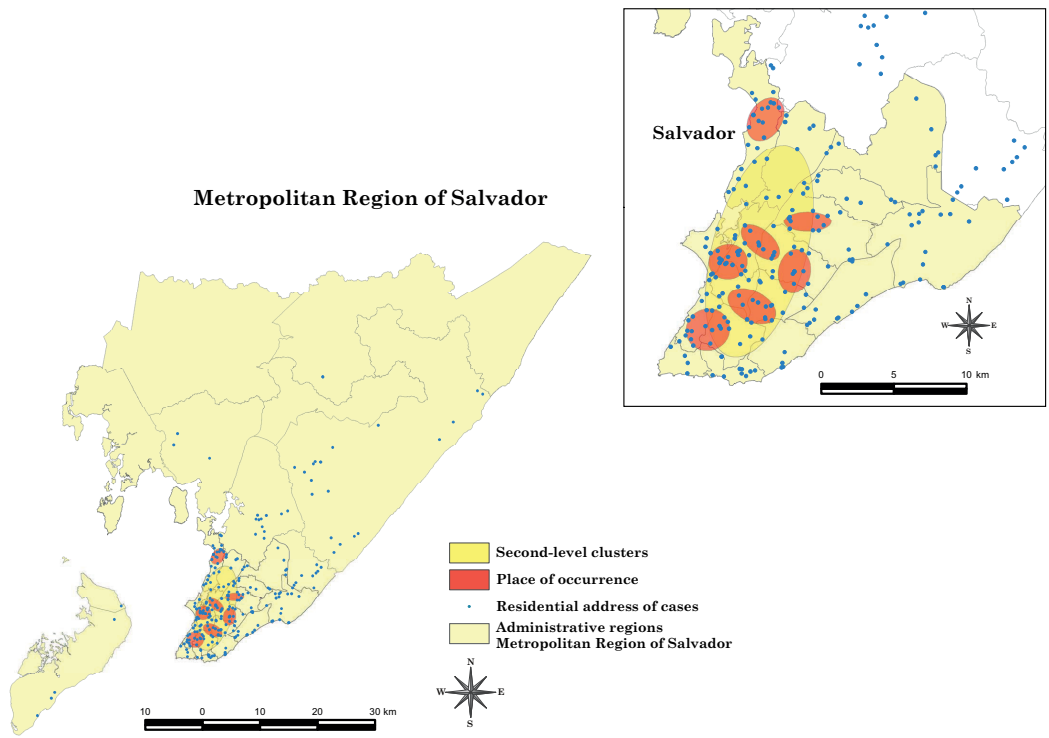 Salvador
N
W
E
S
0 5 10 km
Metropolitan Region of Salvador
Second-level clusters
Place of occurrence
Residential address of cases
Administrative regions
Metropolitan Region of Salvador
N
W
E
S
10 0 10 20 30 km